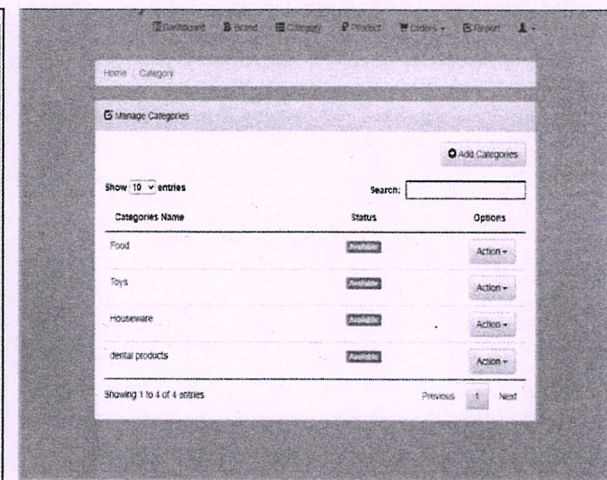 Dashboard Brand Category Product Orders Report
Home / Category
Manage Categories
Add Categories
Show 10 entries Search:
Categories Name Status Options
Food Available Action
Toys Available Action
Houseware Available Action
dental products Available Action
Showing 1 to 4 of 4 entries Previous 1 Next